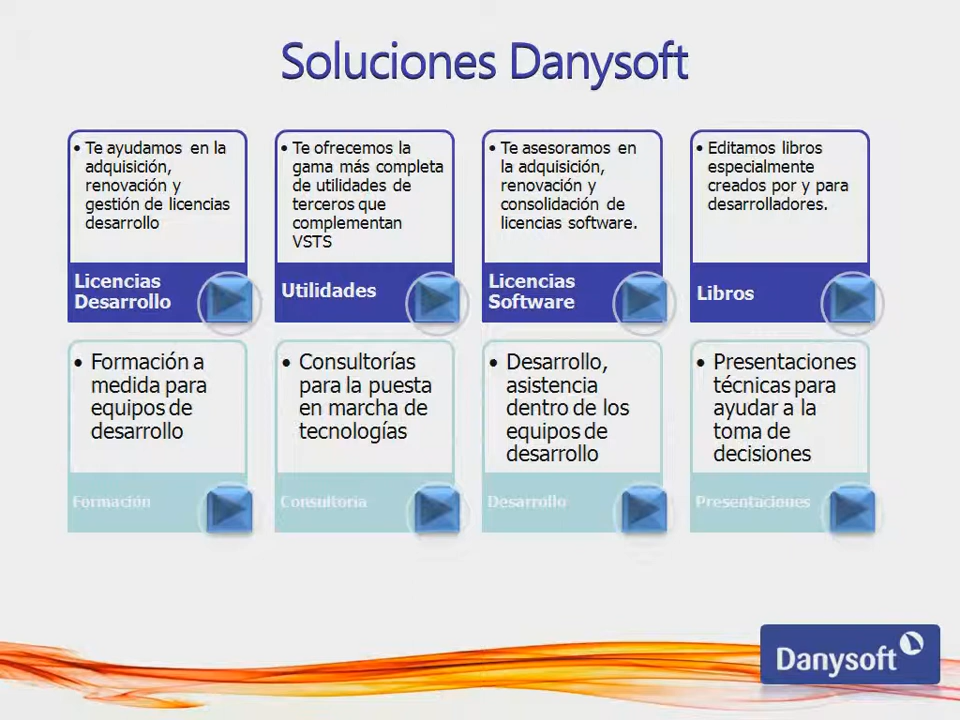 Soluciones Danysoft
• Te ayudamos en la
adquisición,
renovación y
gestión de licencias
desarrollo
Licencias
Desarrollo
• Te ofrecemos la
gama más completa
de utilidades de
terceros que
complementan
VSTS
Utilidades
• Te asesoramos en
la adquisición,
renovación y
consolidación de
licencias software.
Licencias
Software
• Editamos libros
especialmente
creados por y para
desarrolladores.
Libros
• Formación a
medida para
equipos de
desarrollo
Formación
• Consultorías
para la puesta
en marcha de
tecnologías
Consultoría
• Desarrollo,
asistencia
dentro de los
equipos de
desarrollo
Desarrollo
• Presentaciones
técnicas para
ayudar a la
toma de
decisiones
Presentaciones
Danysoft